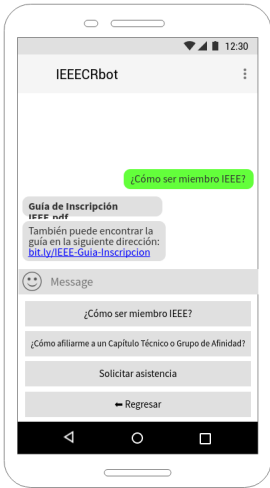 12:30
IEEECRbot
¿Cómo ser miembro IEEE?
Guía de Inscripción
IEEE.pdf
También puede encontrar la
guía en la siguiente dirección:
bit.ly/IEEE-Guia-Inscripcion
Message
¿Cómo ser miembro IEEE?
¿Cómo afiliarme a un Capítulo Técnico o Grupo de Afinidad?
Solicitar asistencia
⬅ Regresar